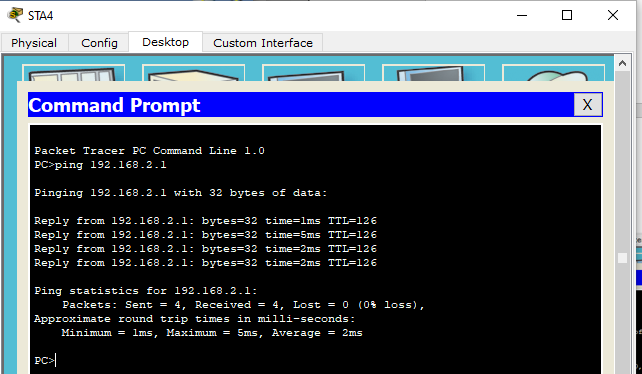 STA4
Physical Config Desktop Custom Interface
Command Prompt X
Packet Tracer PC Command Line 1.0
PC>ping 192.168.2.1
Pinging 192.168.2.1 with 32 bytes of data:
Reply from 192.168.2.1: bytes=32 time=1ms TTL=126
Reply from 192.168.2.1: bytes=32 time=5ms TTL=126
Reply from 192.168.2.1: bytes=32 time=2ms TTL=126
Reply from 192.168.2.1: bytes=32 time=2ms TTL=126
Ping statistics for 192.168.2.1:
Packets: Sent = 4, Received = 4, Lost = 0 (0% loss),
Approximate round trip times in milli-seconds:
Minimum = 1ms, Maximum = 5ms, Average = 2ms
PC>